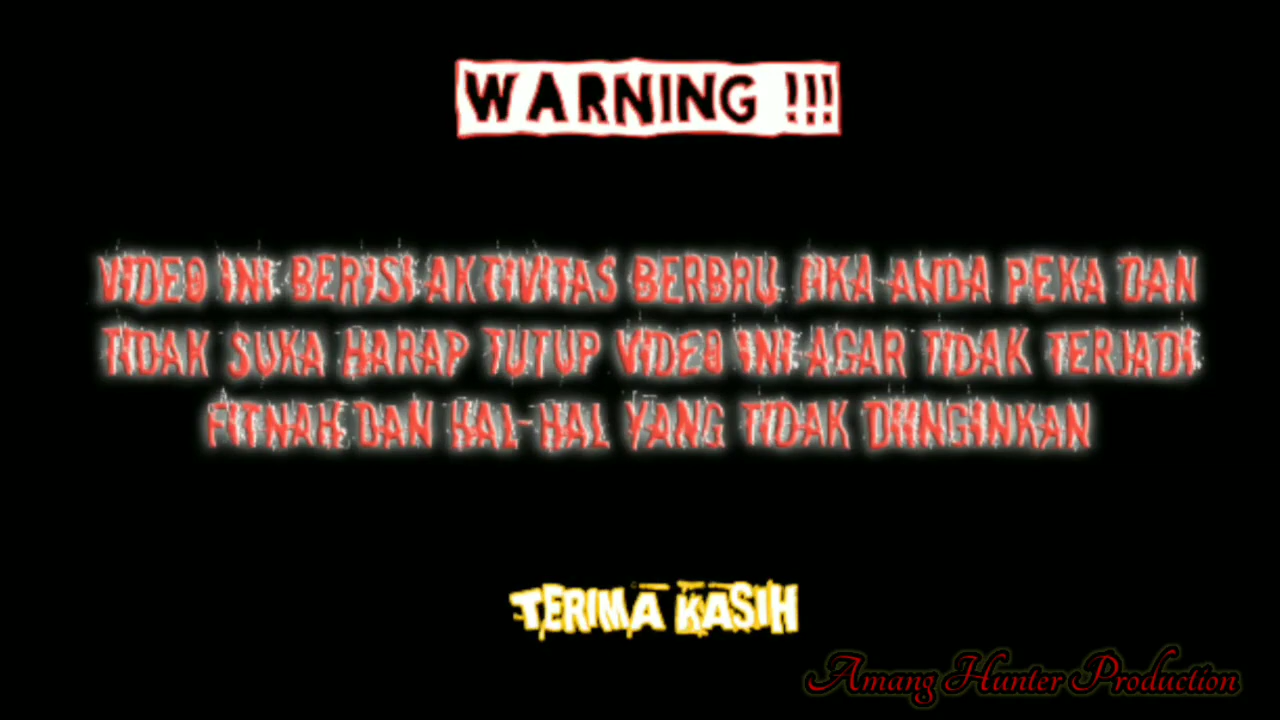 WARNING !!!
VIDEO INI BERISI AKTIVITAS BERBRU JIKA ANDA PEKA DAN
TIDAK SUKA HARAP TUTUP VIDEO INI AGAR TIDAK TERJADI
FITNAH DAN HAL-HAL YANG TIDAK DIINGINKAN
TERIMA KASIH
Amang Hunter Production